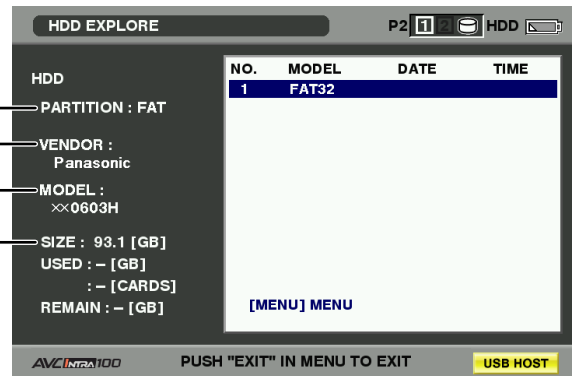 HDD EXPLORE
P2 1 2 HDD
HDD
PARTITION : FAT
VENDOR :
Panasonic
MODEL :
××0603H
SIZE : 93.1 [GB]
USED : – [GB]
: – [CARDS]
REMAIN : – [GB]
NO. MODEL DATE TIME
1 FAT32
[MENU] MENU
AVC INTRA 100
PUSH "EXIT" IN MENU TO EXIT
USB HOST